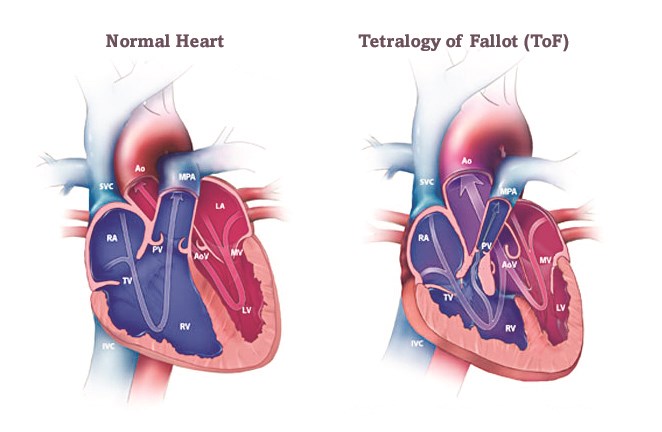 Normal Heart
Tetralogy of Fallot (ToF)
Ao
MPA
SVC
LA
RA
PV
AoV
MV
TV
LV
RV
IVC
Ao
SVC
MPA
RA
PV
AoV
MV
TV
LV
RV
IVC